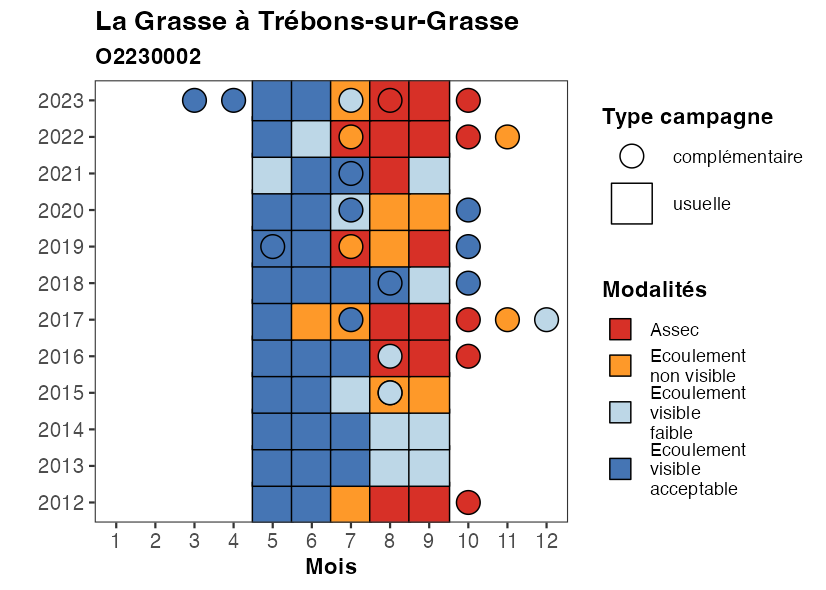 La Grasse à Trébons-sur-Grasse
O2230002
2023
2022
2021
2020
2019
2018
2017
2016
2015
2014
2013
2012
1 2 3 4 5 6 7 8 9 10 11 12
Mois
Type campagne
complémentaire
usuelle
Modalités
Assec
Ecoulement
non visible
Ecoulement
visible
faible
Ecoulement
visible
acceptable